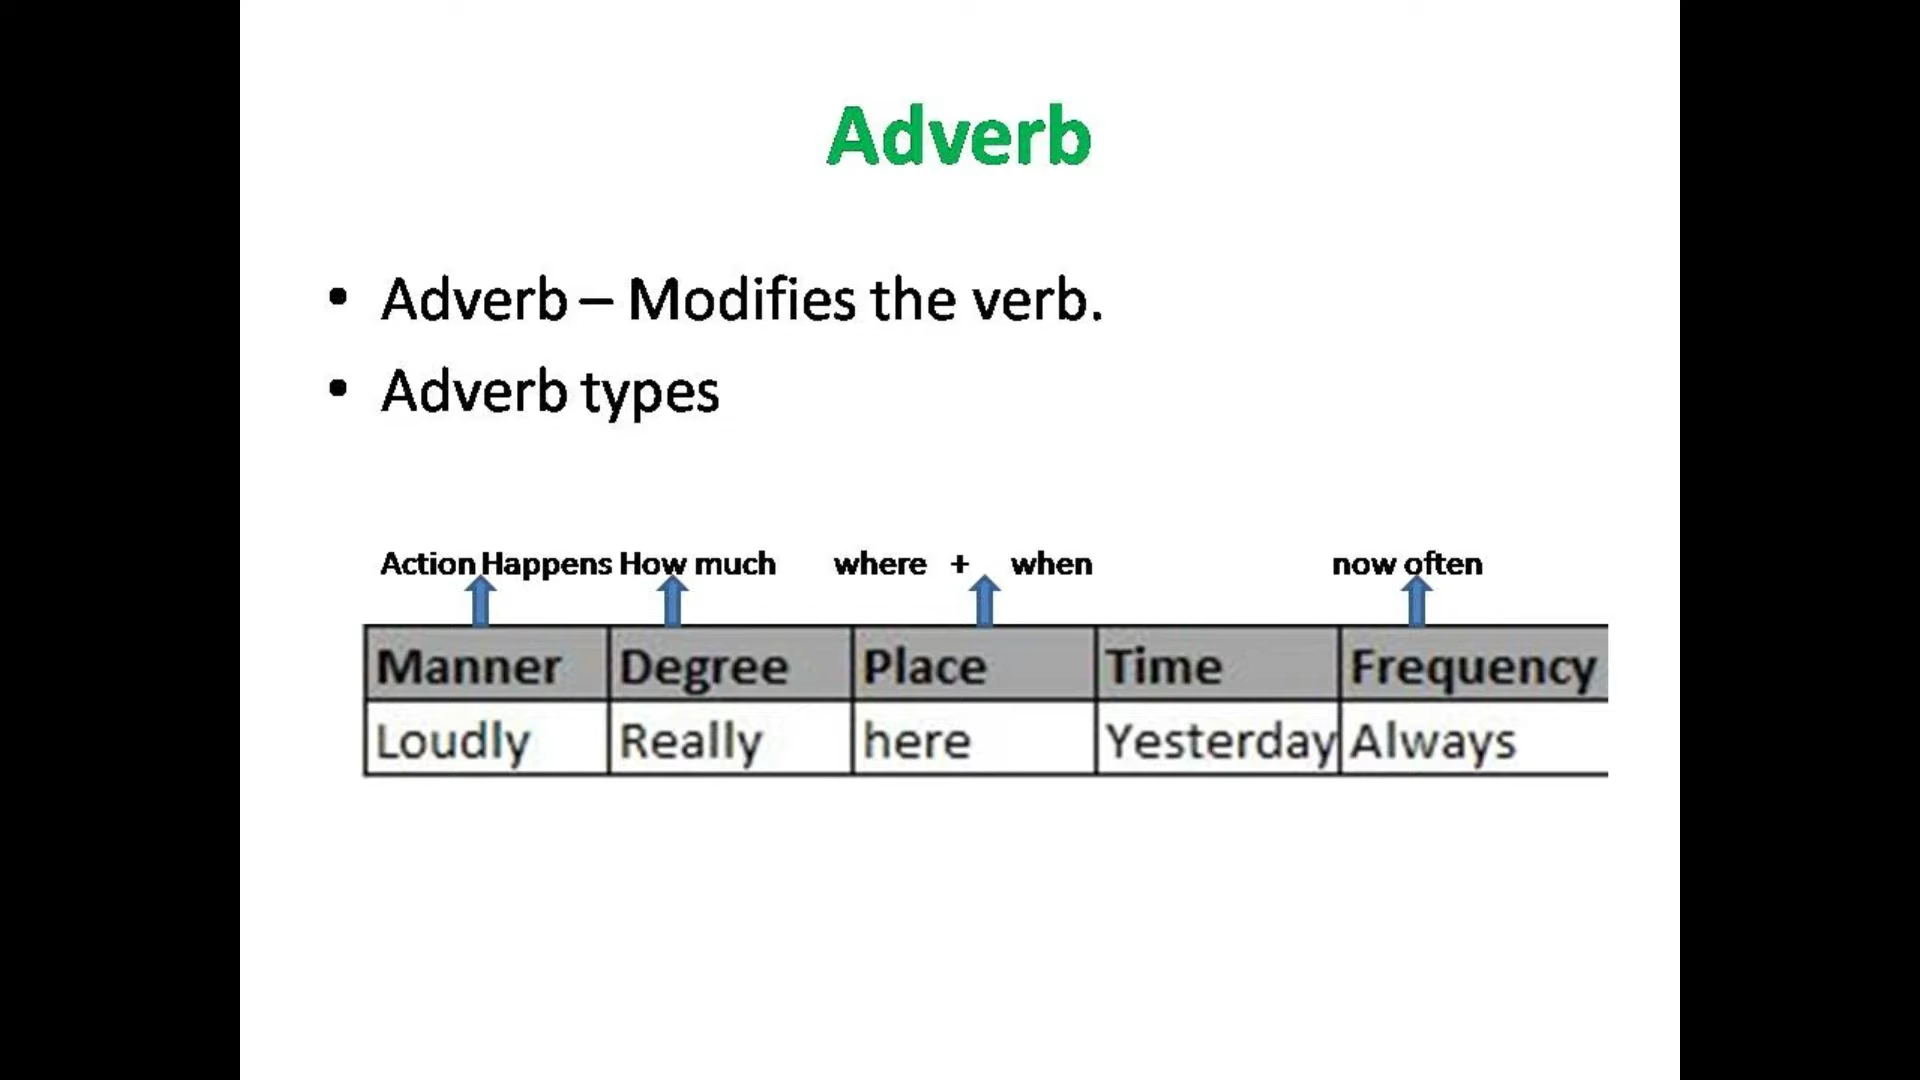 Adverb
• Adverb – Modifies the verb.
• Adverb types
Action Happens How much where + when now often
Manner Degree Place Time Frequency
Loudly Really here Yesterday Always